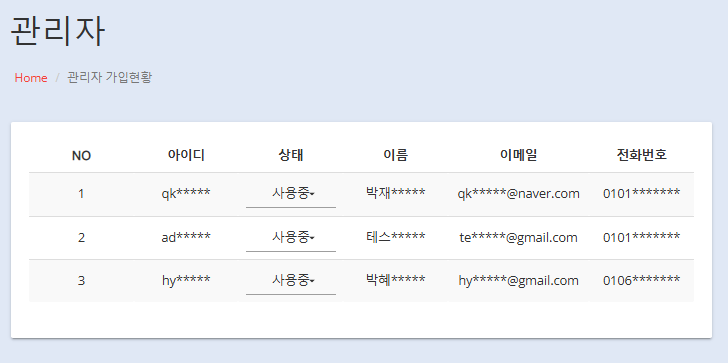 관리자
Home / 관리자 가입현황
NO 아이디 상태 이름 이메일 전화번호
1 qk***** 사용중 박재***** qk*****@naver.com 0101*******
2 ad***** 사용중 테스***** te*****@gmail.com 0101*******
3 hy***** 사용중 박혜***** hy*****@gmail.com 0106*******